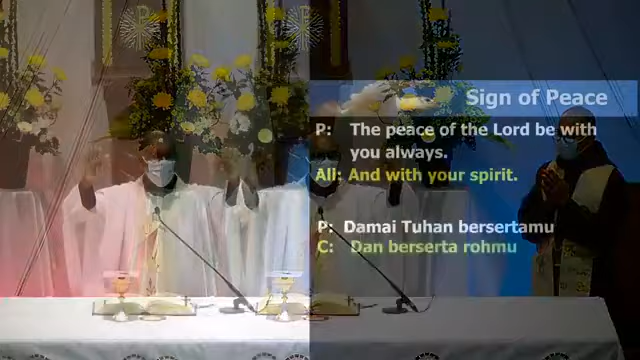 Sign of Peace
P: The peace of the Lord be with
you always.
All: And with your spirit.
P: Damai Tuhan bersertamu
C: Dan berserta rohmu